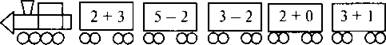 2 + 3 5 – 2 3 – 2 2 + 0 3 + 1